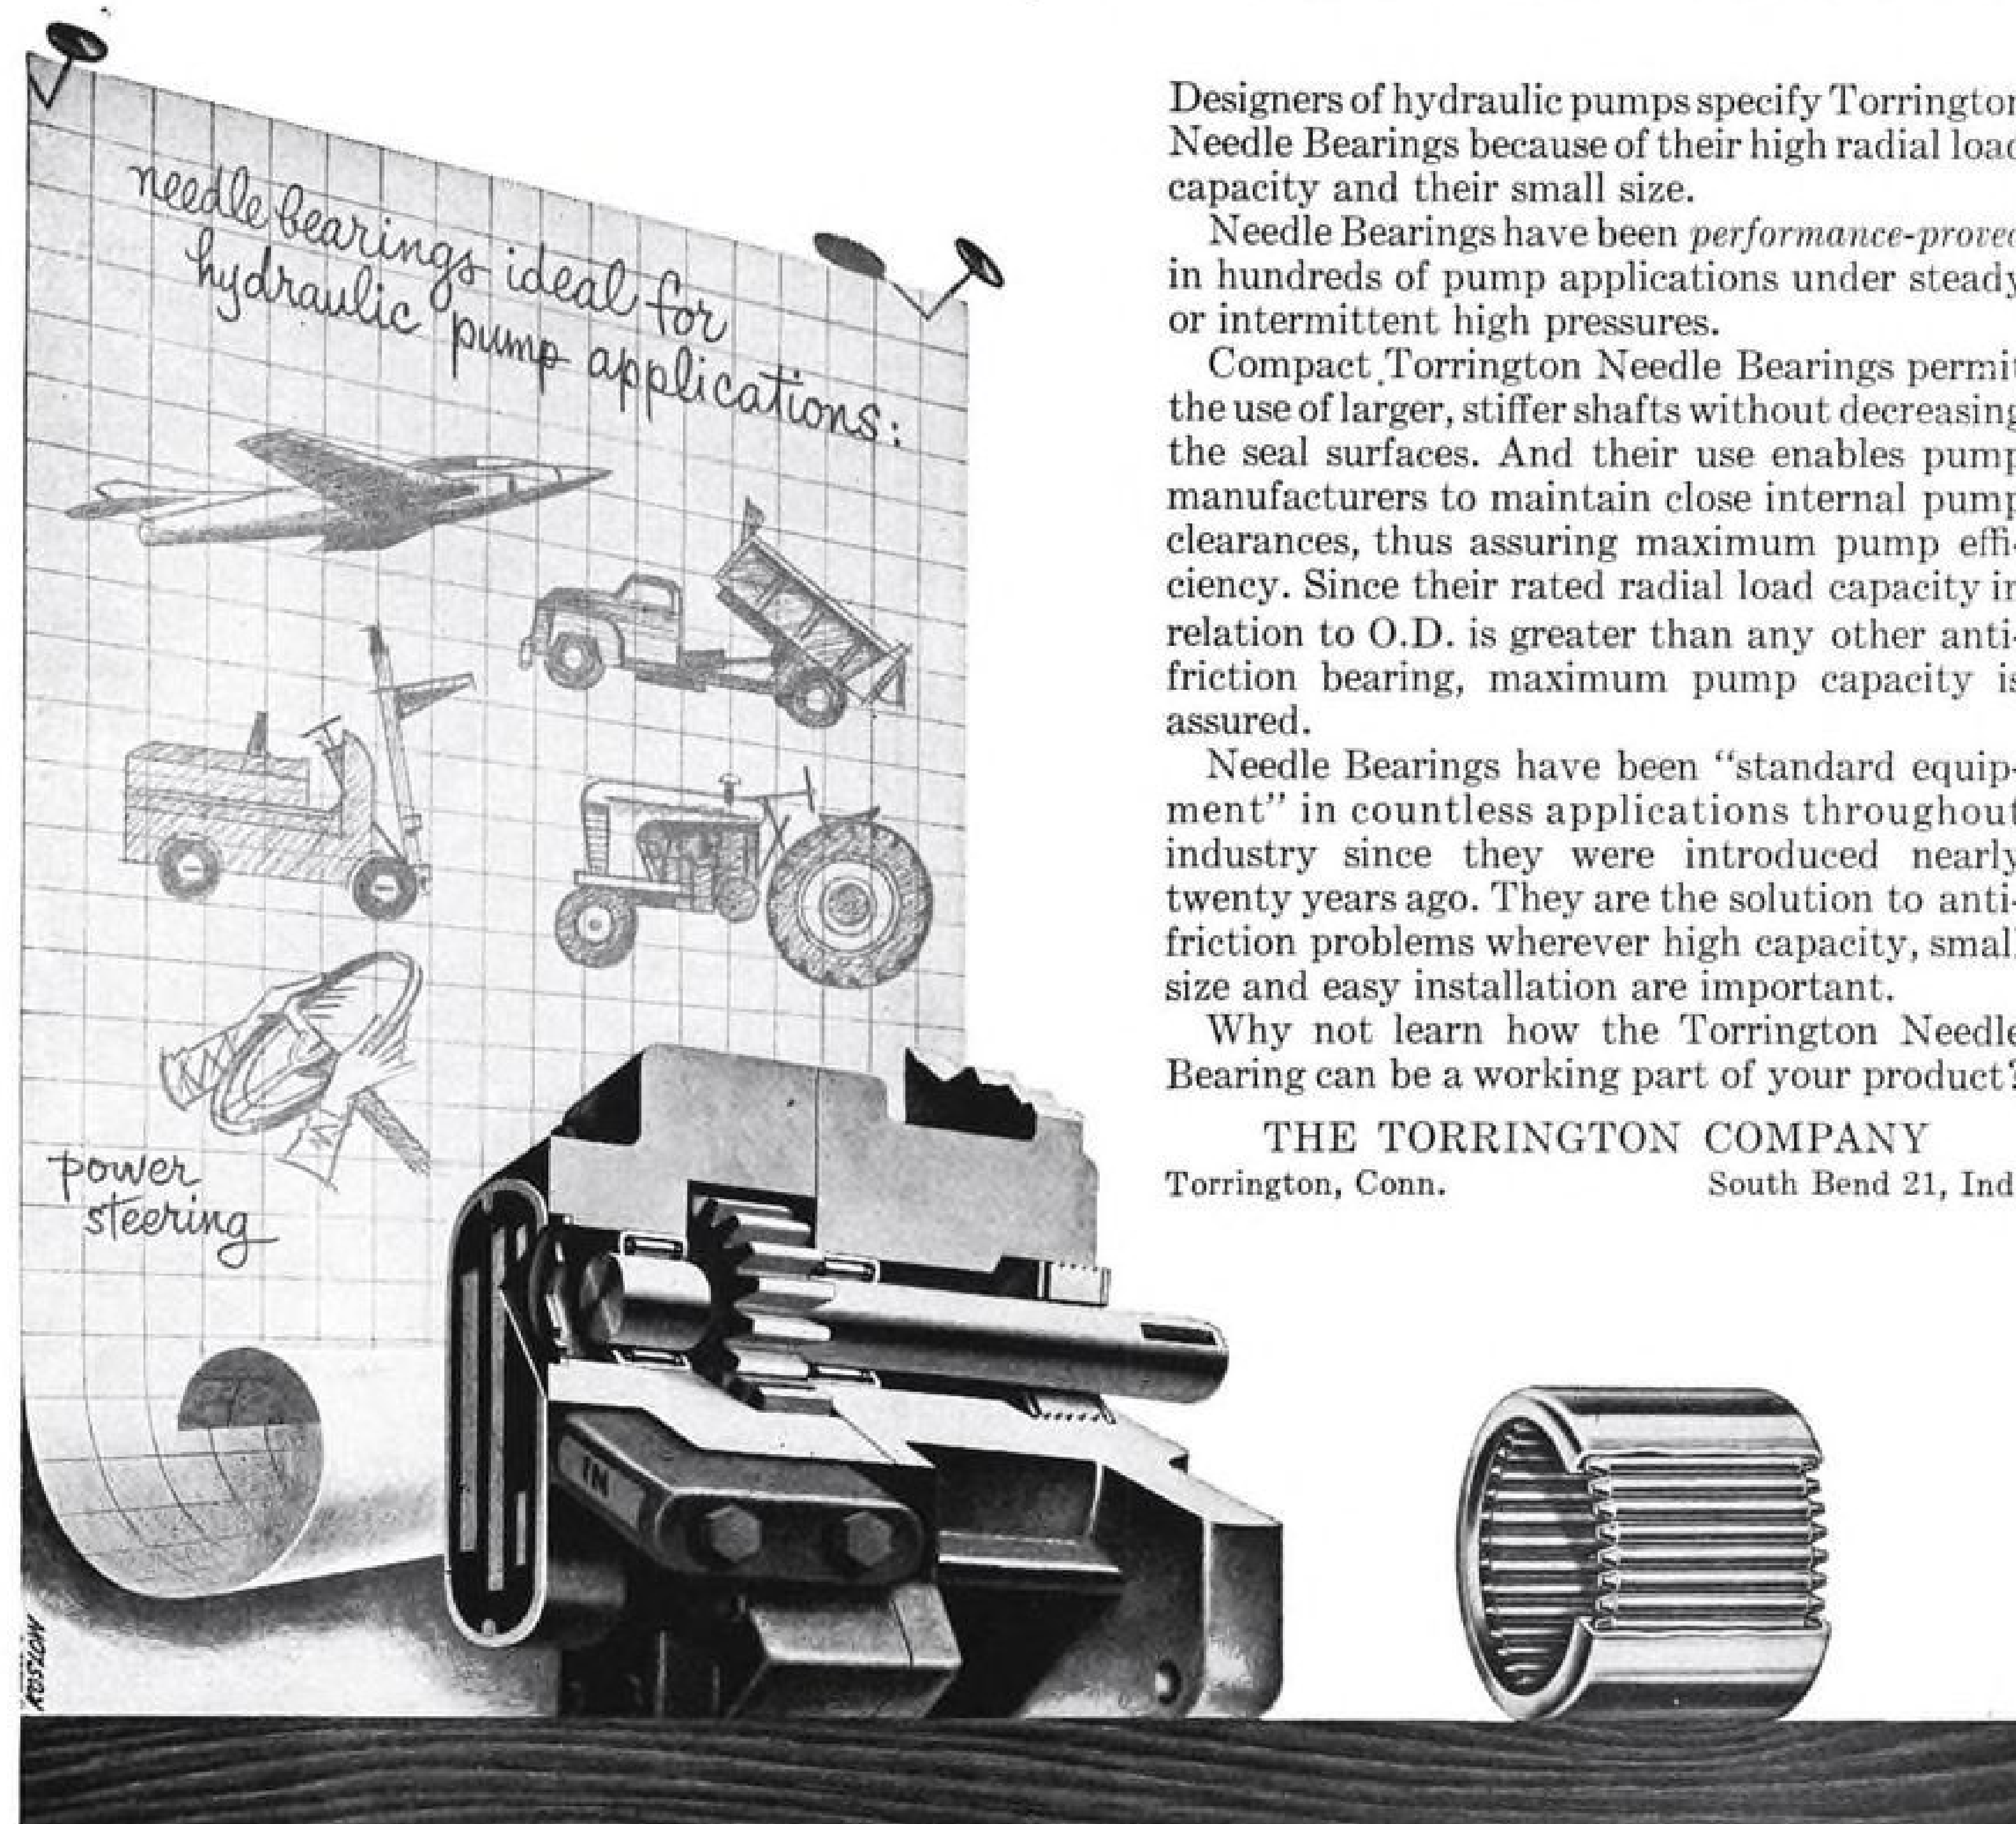 needle bearings ideal for
hydraulic pump applications:
power
steering
KOSLOW
IN
Designers of hydraulic pumps specify Torrington
Needle Bearings because of their high radial load
capacity and their small size.
Needle Bearings have been performance-proved
in hundreds of pump applications under steady
or intermittent high pressures.
Compact Torrington Needle Bearings permit
the use of larger, stiffer shafts without decreasing
the seal surfaces. And their use enables pump
manufacturers to maintain close internal pump
clearances, thus assuring maximum pump effi-
ciency. Since their rated radial load capacity in
relation to O.D. is greater than any other anti-
friction bearing, maximum pump capacity is
assured.
Needle Bearings have been “standard equip-
ment” in countless applications throughout
industry since they were introduced nearly
twenty years ago. They are the solution to anti-
friction problems wherever high capacity, small
size and easy installation are important.
Why not learn how the Torrington Needle
Bearing can be a working part of your product?
THE TORRINGTON COMPANY
Torrington, Conn. South Bend 21, Ind